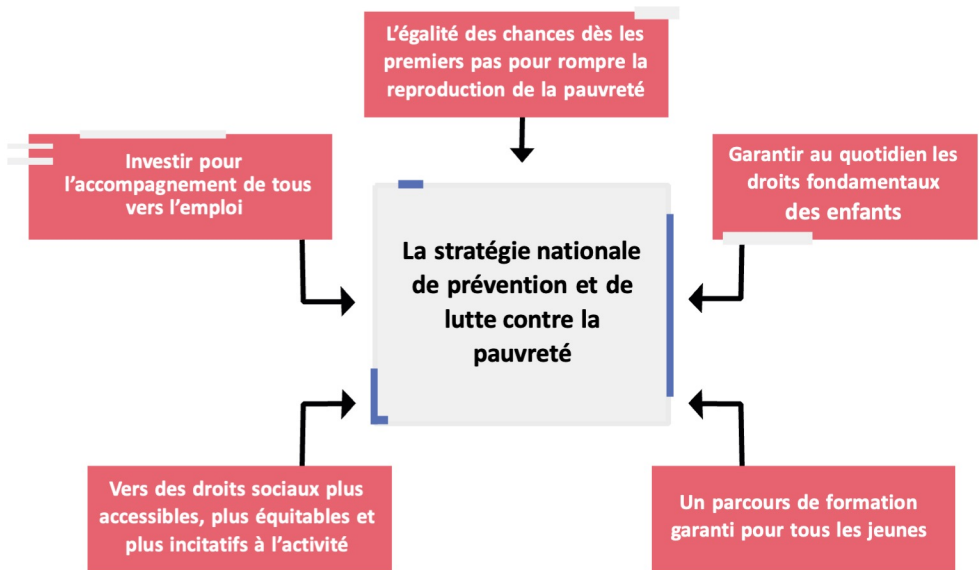 L’égalité des chances dès les
premiers pas pour rompre la
reproduction de la pauvreté
Investir pour
l’accompagnement de tous
vers l’emploi
Garantir au quotidien les
droits fondamentaux
des enfants
La stratégie nationale
de prévention et de
lutte contre la
pauvreté
Vers des droits sociaux plus
accessibles, plus équitables et
plus incitatifs à l’activité
Un parcours de formation
garanti pour tous les jeunes